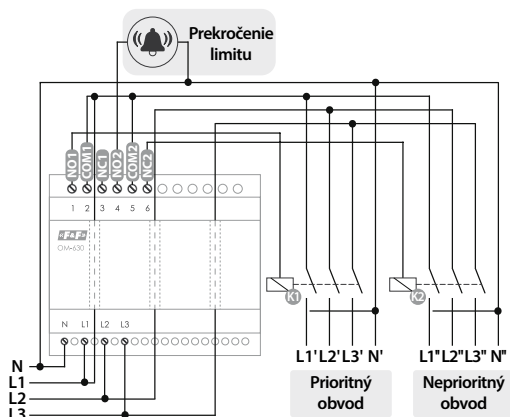 Prekročenie
limitu
NO1 COM1 NC1 NO2 COM2 NC2
1 2 3 4 5 6
F&F
OM-630
K1 K2
N L1 L2 L3
L1' L2' L3' N' L1" L2" L3" N"
N
L1
L2
L3
Prioritný
obvod
Neprioritný
obvod